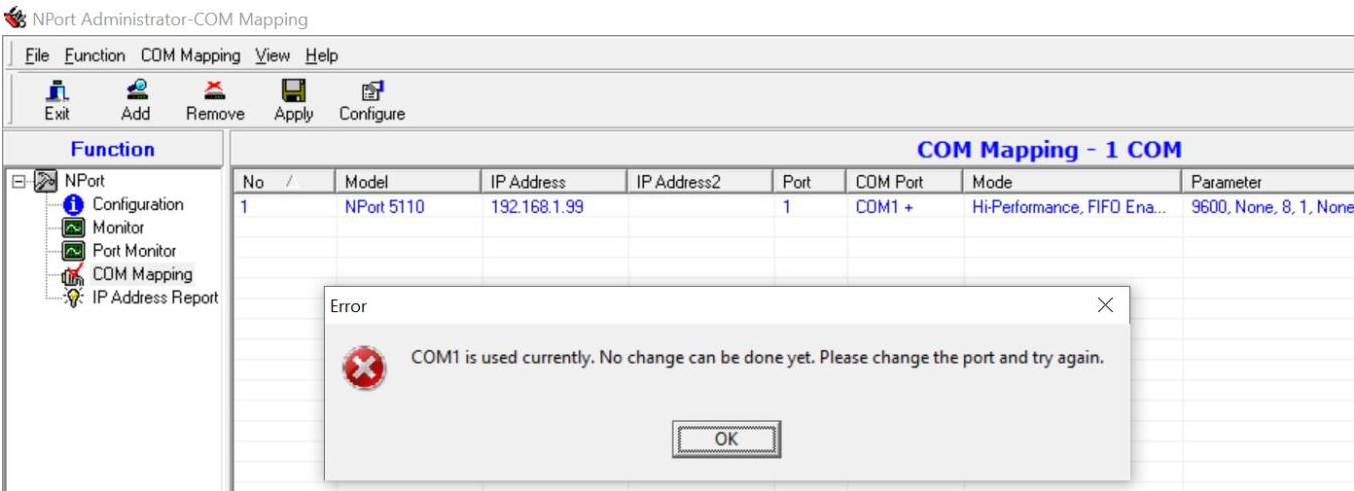 NPort Administrator-COM Mapping
File Function COM Mapping View Help
Exit Add Remove Apply Configure
Function
COM Mapping - 1 COM
NPort
Configuration
Monitor
Port Monitor
COM Mapping
IP Address Report
No Model IP Address IP Address2 Port COM Port Mode Parameter
1 NPort 5110 192.168.1.99 1 COM1 + Hi-Performance, FIFO Ena... 9600, None, 8, 1, None
Error
COM1 is used currently. No change can be done yet. Please change the port and try again.
OK